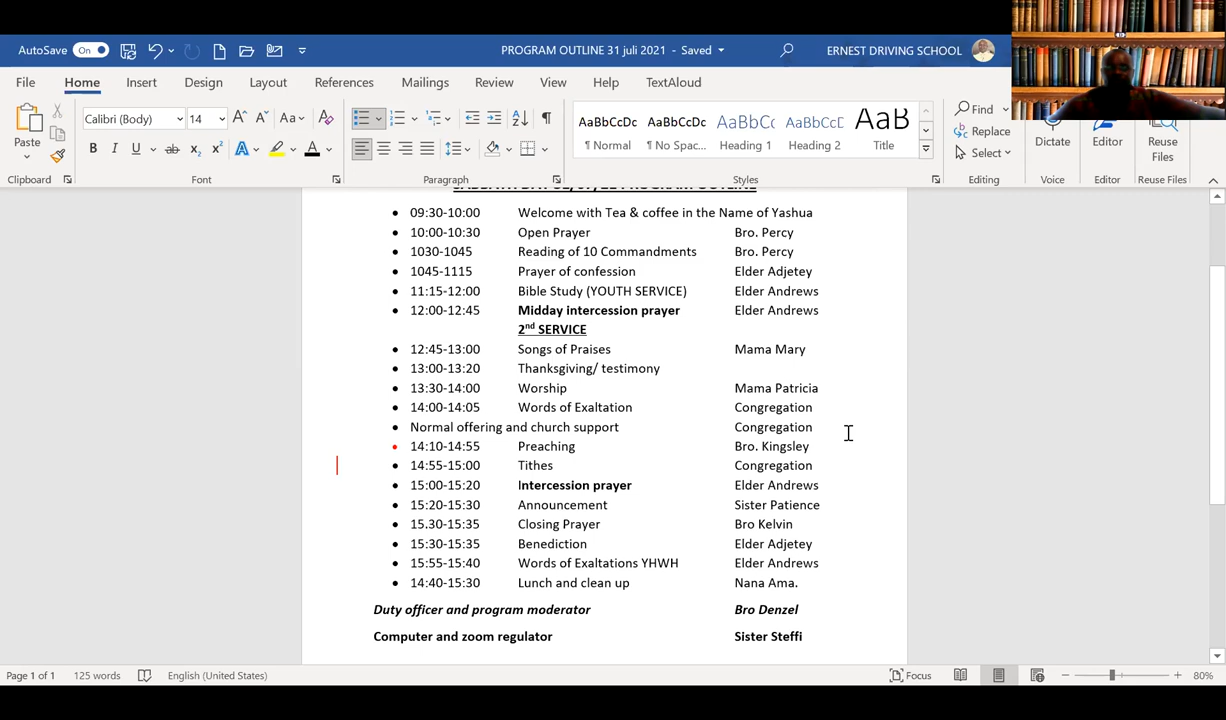 AutoSave On PROGRAM OUTLINE 31 juli 2021 - Saved ERNEST DRIVING SCHOOL
File Home Insert Design Layout References Mailings Review View Help TextAloud
Paste Calibri (Body) 14 Aa AaBbCcDc AaBbCcDc AaBbCc AaBbCcD AaB Find
Replace
B I U ab x₂ x² A A ¶ Normal ¶ No Spac... Heading 1 Heading 2 Title Select Dictate Editor Reuse Files
Clipboard Font Paragraph Styles Editing Voice Editor Reuse Files
PROGRAM OUTLINE
• 09:30-10:00 Welcome with Tea & coffee in the Name of Yashua
• 10:00-10:30 Open Prayer Bro. Percy
• 1030-1045 Reading of 10 Commandments Bro. Percy
• 1045-1115 Prayer of confession Elder Adjetey
• 11:15-12:00 Bible Study (YOUTH SERVICE) Elder Andrews
• 12:00-12:45 Midday intercession prayer Elder Andrews
2nd SERVICE
• 12:45-13:00 Songs of Praises Mama Mary
• 13:00-13:20 Thanksgiving/ testimony
• 13:30-14:00 Worship Mama Patricia
• 14:00-14:05 Words of Exaltation Congregation
• Normal offering and church support Congregation
• 14:10-14:55 Preaching Bro. Kingsley
• 14:55-15:00 Tithes Congregation
• 15:00-15:20 Intercession prayer Elder Andrews
• 15:20-15:30 Announcement Sister Patience
• 15.30-15:35 Closing Prayer Bro Kelvin
• 15:30-15:35 Benediction Elder Adjetey
• 15:55-15:40 Words of Exaltations YHWH Elder Andrews
• 14:40-15:30 Lunch and clean up Nana Ama.
Duty officer and program moderator Bro Denzel
Computer and zoom regulator Sister Steffi
Page 1 of 1 125 words English (United States) Focus 80%